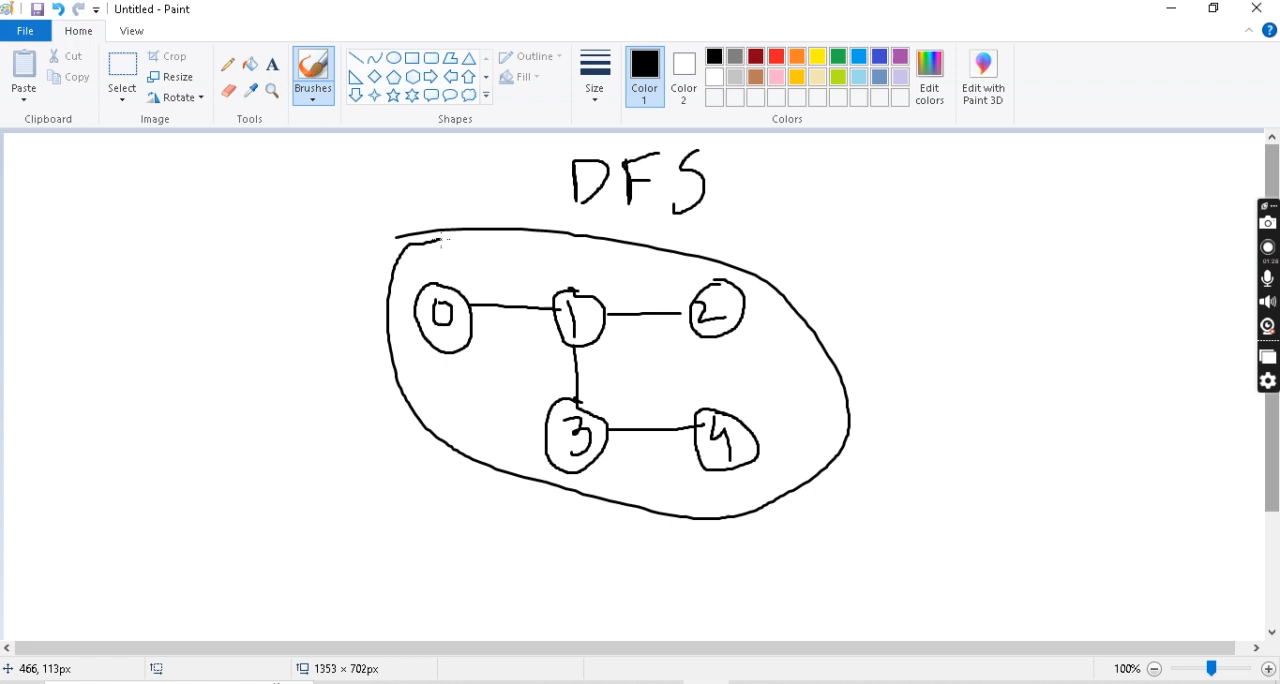 Untitled - Paint
File
Home
View
Paste
Cut
Copy
Clipboard
Select
Crop
Resize
Rotate
Image
A
Tools
Brushes
Outline
Fill
Shapes
Size
Color 1
Color 2
Edit colors
Edit with Paint 3D
Colors
DFS
0 1 2
3 4
01:28
466, 113px
1353 × 702px
100%